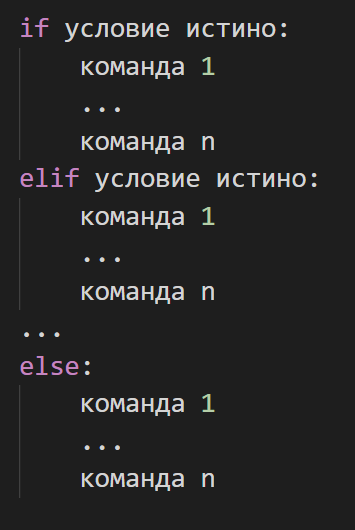 if условие истино:
команда 1
...
команда n
elif условие истино:
команда 1
...
команда n
...
else:
команда 1
...
команда n